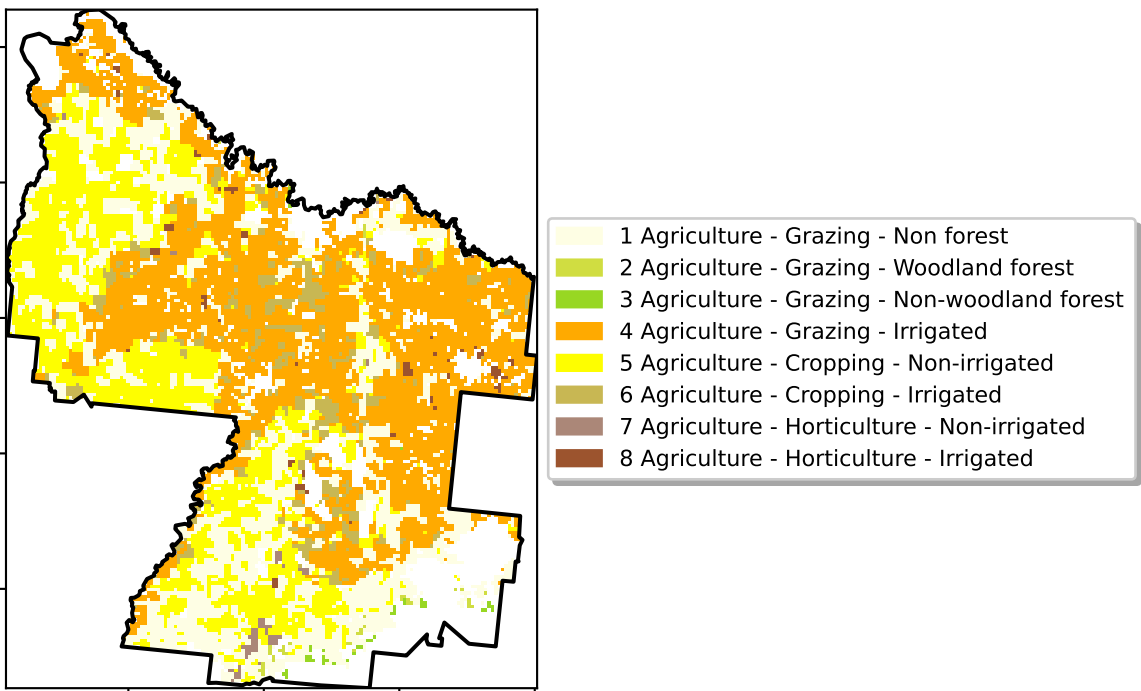 1 Agriculture - Grazing - Non forest
2 Agriculture - Grazing - Woodland forest
3 Agriculture - Grazing - Non-woodland forest
4 Agriculture - Grazing - Irrigated
5 Agriculture - Cropping - Non-irrigated
6 Agriculture - Cropping - Irrigated
7 Agriculture - Horticulture - Non-irrigated
8 Agriculture - Horticulture - Irrigated